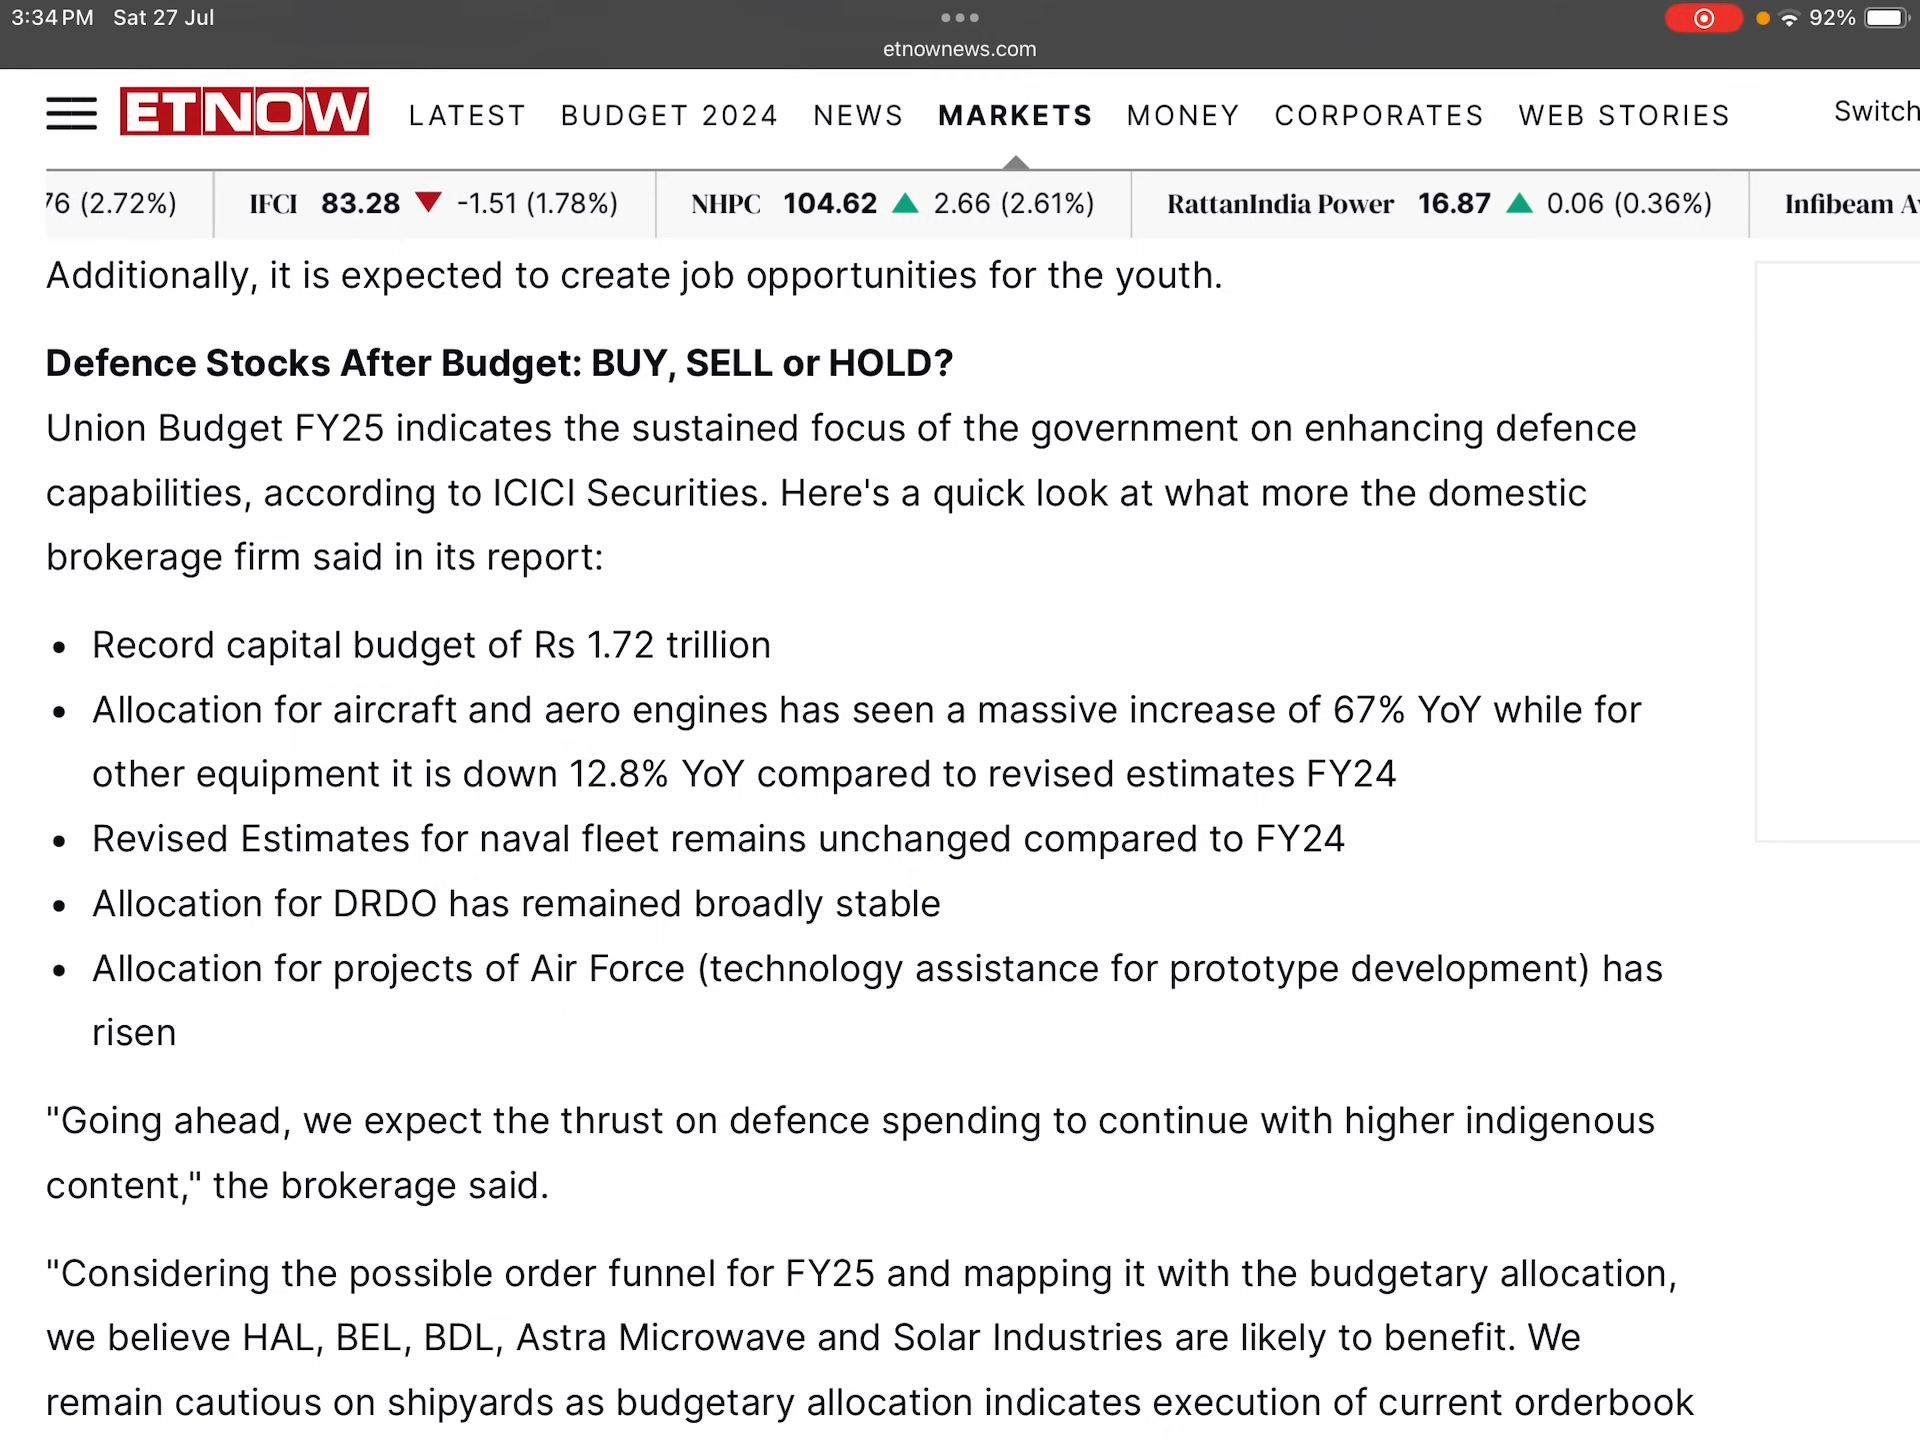 3:34 PM Sat 27 Jul
92%
etnownews.com
ETNOW LATEST BUDGET 2024 NEWS MARKETS MONEY CORPORATES WEB STORIES Switch
76 (2.72%) IFCI 83.28 ▼ -1.51 (1.78%) NHPC 104.62 ▲ 2.66 (2.61%) RattanIndia Power 16.87 ▲ 0.06 (0.36%) Infibeam
Additionally, it is expected to create job opportunities for the youth.
Defence Stocks After Budget: BUY, SELL or HOLD?
Union Budget FY25 indicates the sustained focus of the government on enhancing defence
capabilities, according to ICICI Securities. Here's a quick look at what more the domestic
brokerage firm said in its report:
• Record capital budget of Rs 1.72 trillion
• Allocation for aircraft and aero engines has seen a massive increase of 67% YoY while for
other equipment it is down 12.8% YoY compared to revised estimates FY24
• Revised Estimates for naval fleet remains unchanged compared to FY24
• Allocation for DRDO has remained broadly stable
• Allocation for projects of Air Force (technology assistance for prototype development) has
risen
"Going ahead, we expect the thrust on defence spending to continue with higher indigenous
content," the brokerage said.
"Considering the possible order funnel for FY25 and mapping it with the budgetary allocation,
we believe HAL, BEL, BDL, Astra Microwave and Solar Industries are likely to benefit. We
remain cautious on shipyards as budgetary allocation indicates execution of current orderbook